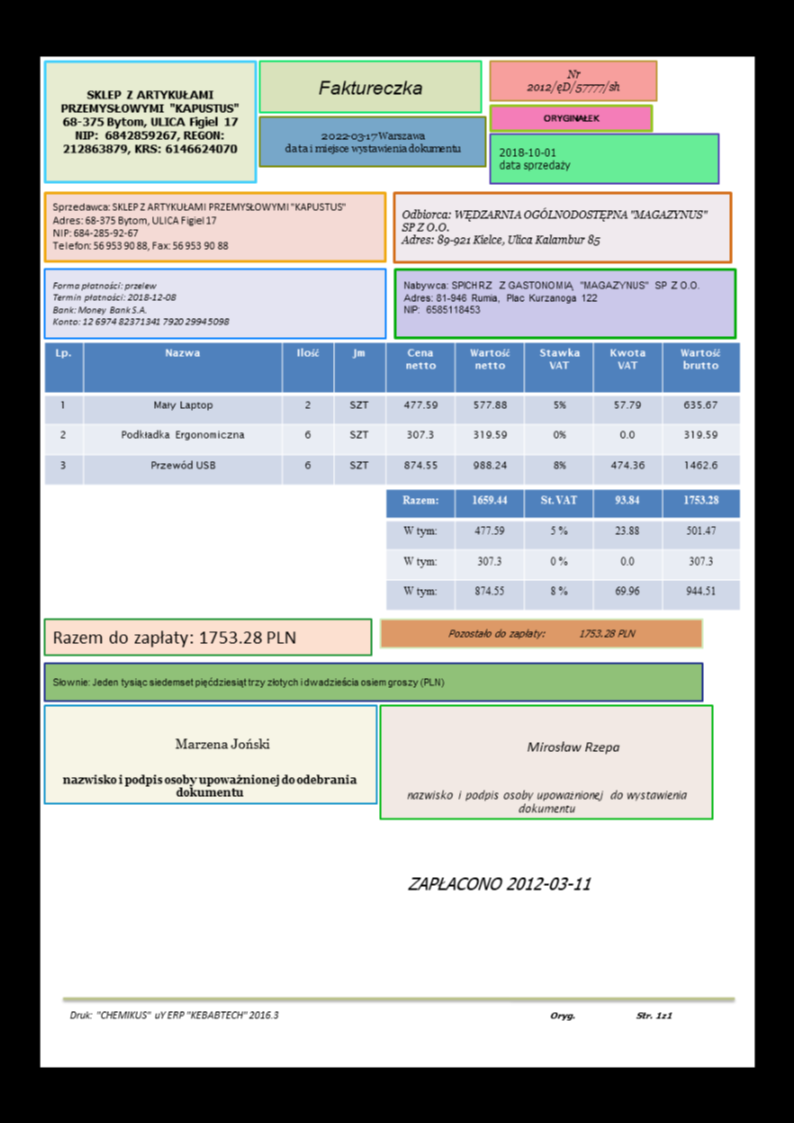 SKLEP Z ARTYKUŁAMI
PRZEMYSŁOWYMI "KAPUSTUS"
68-375 Bytom, ULICA Figiel 17
NIP: 6842859267, REGON:
212863879, KRS: 6146624070
Faktureczka
2022-03-17 Warszawa
data i miejsce wystawienia dokumentu
Nr
2012/ęD/57777/sh
ORYGINAŁEK
2018-10-01
data sprzedaży
Sprzedawca: SKLEP Z ARTYKUŁAMI PRZEMYSŁOWYMI "KAPUSTUS"
Adres: 68-375 Bytom, ULICA Figiel 17
NIP: 684-285-92-67
Telefon: 56 953 90 88, Fax: 56 953 90 88
Odbiorca: WĘDZARNIA OGÓLNODOSTĘPNA "MAGAZYNUS"
SP Z O.O.
Adres: 89-921 Kielce, Ulica Kalambur 85
Forma płatności: przelew
Termin płatności: 2018-12-08
Bank: Money Bank S.A.
Konto: 12 6974 8237 1341 7920 2994 5098
Nabywca: SPICHRZ Z GASTONOMIĄ "MAGAZYNUS" SP Z O.O.
Adres: 81-946 Rumia, Plac Kurzanoga 122
NIP: 6585118453
Lp. Nazwa Ilość Jm Cena netto Wartość netto Stawka VAT Kwota VAT Wartość brutto
1 Mały Laptop 2 SZT 477.59 577.88 5% 57.79 635.67
2 Podkładka Ergonomiczna 6 SZT 307.3 319.59 0% 0.0 319.59
3 Przewód USB 6 SZT 874.55 988.24 8% 474.36 1462.6
Razem: 1659.44 St.VAT 93.84 1753.28
W tym: 477.59 5 % 23.88 501.47
W tym: 307.3 0 % 0.0 307.3
W tym: 874.55 8 % 69.96 944.51
Razem do zapłaty: 1753.28 PLN
Pozostało do zapłaty: 1753.28 PLN
Słownie: Jeden tysiąc siedemset pięćdziesiąt trzy złotych i dwadzieścia osiem groszy (PLN)
Marzena Joński
nazwisko i podpis osoby upoważnionej do odebrania
dokumentu
Mirosław Rzepa
nazwisko i podpis osoby upoważnionej do wystawienia
dokumentu
ZAPŁACONO 2012-03-11
Druk: "CHEMIKUS" uY ERP "KEBABTECH" 2016.3 Oryg. Str. 1z1